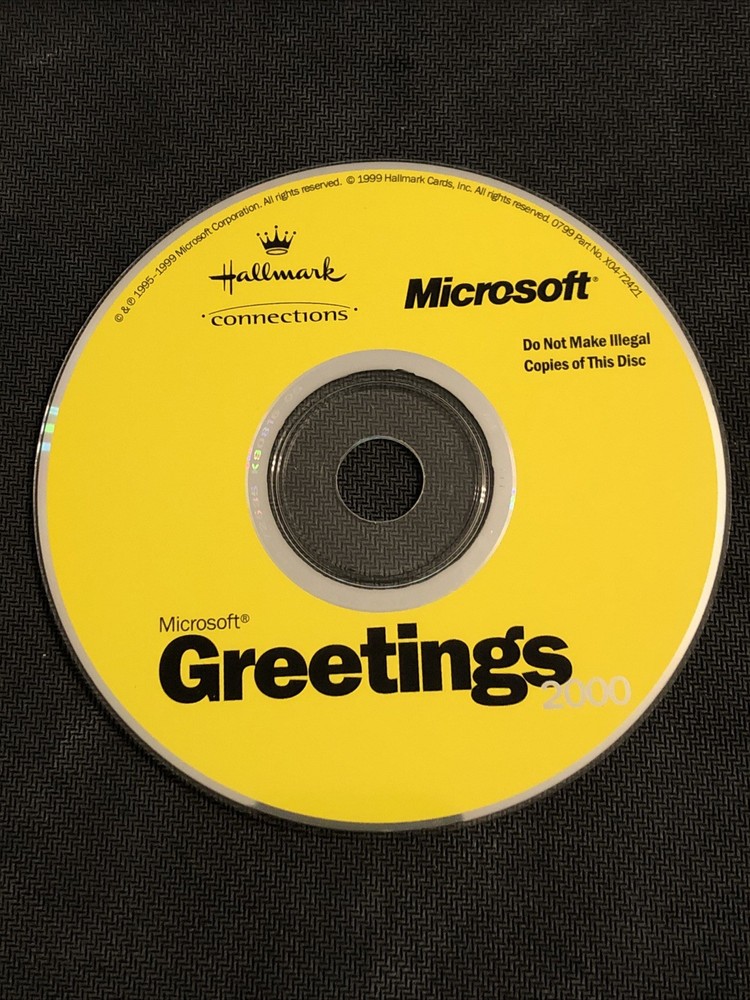 © & ℗ 1995-1999 Microsoft Corporation. All rights reserved. © 1999 Hallmark Cards, Inc. All rights reserved. 0799 Part No. X04-72421
Hallmark
connections
Microsoft®
Do Not Make Illegal
Copies of This Disc
Microsoft®
Greetings
2000